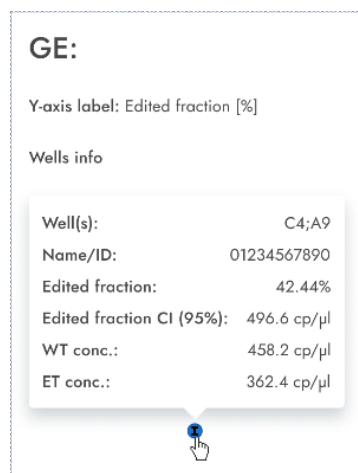 GE:
Y-axis label: Edited fraction [%]
Wells info
Well(s): C4;A9
Name/ID: 01234567890
Edited fraction: 42.44%
Edited fraction CI (95%): 496.6 cp/μl
WT conc.: 458.2 cp/μl
ET conc.: 362.4 cp/μl